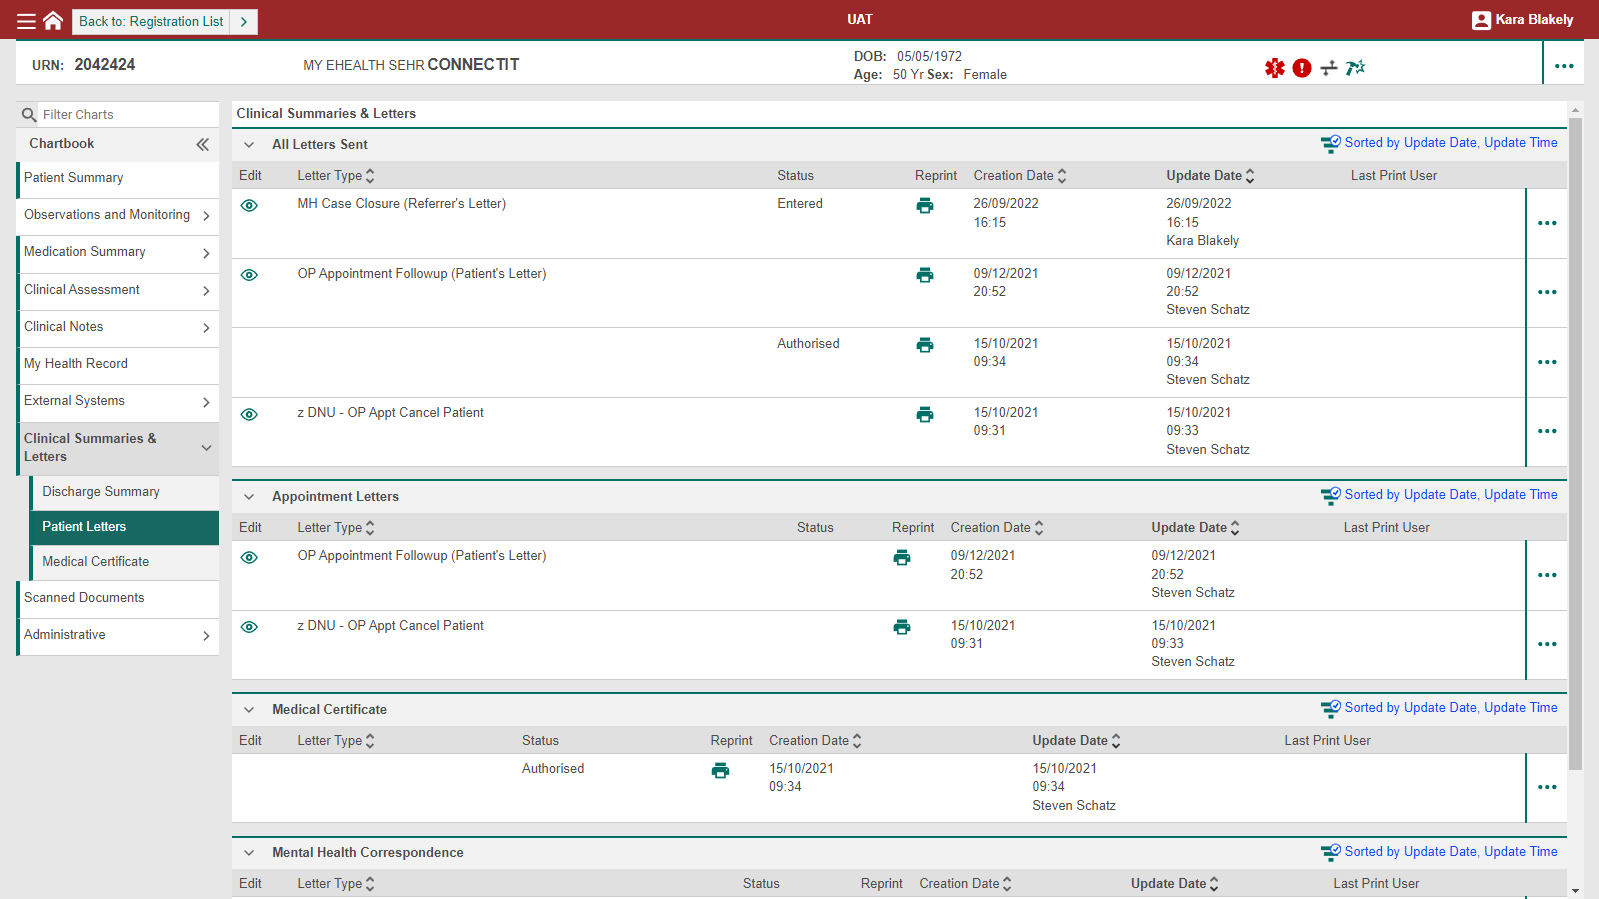 Back to: Registration List
UAT
Kara Blakely
URN: 2042424
MY EHEALTH SEHR CONNECTIT
DOB: 05/05/1972
Age: 50 Yr Sex: Female
Filter Charts
Chartbook
Patient Summary
Observations and Monitoring
Medication Summary
Clinical Assessment
Clinical Notes
My Health Record
External Systems
Clinical Summaries &
Letters
Discharge Summary
Patient Letters
Medical Certificate
Scanned Documents
Administrative
Clinical Summaries & Letters
All Letters Sent
Sorted by Update Date, Update Time
Edit Letter Type Status Reprint Creation Date Update Date Last Print User
MH Case Closure (Referrer's Letter) Entered 26/09/2022 26/09/2022
16:15 16:15
Kara Blakely
OP Appointment Followup (Patient's Letter) 09/12/2021 09/12/2021
20:52 20:52
Steven Schatz
Authorised 15/10/2021 15/10/2021
09:34 09:34
Steven Schatz
z DNU - OP Appt Cancel Patient 15/10/2021 15/10/2021
09:31 09:33
Steven Schatz
Appointment Letters
Sorted by Update Date, Update Time
Edit Letter Type Status Reprint Creation Date Update Date Last Print User
OP Appointment Followup (Patient's Letter) 09/12/2021 09/12/2021
20:52 20:52
Steven Schatz
z DNU - OP Appt Cancel Patient 15/10/2021 15/10/2021
09:31 09:33
Steven Schatz
Medical Certificate
Sorted by Update Date, Update Time
Edit Letter Type Status Reprint Creation Date Update Date Last Print User
Authorised 15/10/2021 15/10/2021
09:34 09:34
Steven Schatz
Mental Health Correspondence
Sorted by Update Date, Update Time
Edit Letter Type Status Reprint Creation Date Update Date Last Print User